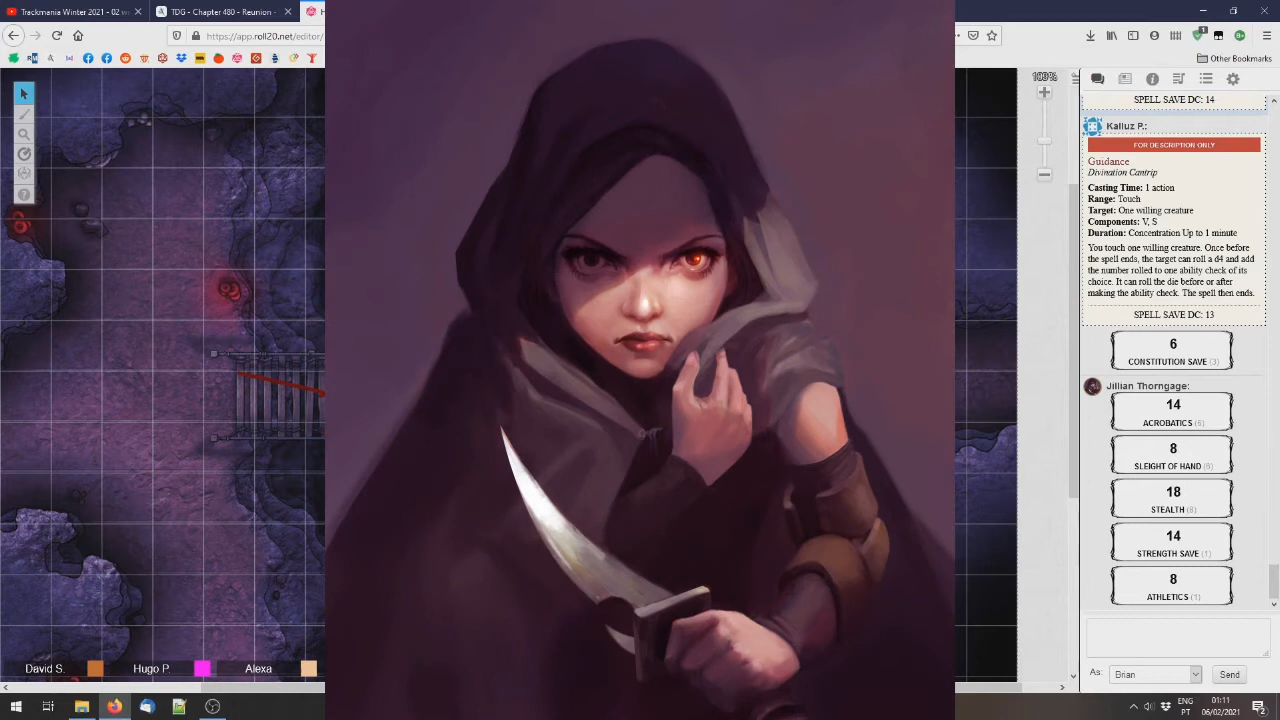 Trackmania Winter 2021 - 02
TDG - Chapter 480 - Reunion -
https://app.roll20.net/editor/
Other Bookmarks
100%
SPELL SAVE DC: 14
Kalluz P.:
FOR DESCRIPTION ONLY
Guidance
Divination Cantrip
Casting Time: 1 action
Range: Touch
Target: One willing creature
Components: V, S
Duration: Concentration Up to 1 minute
You touch one willing creature. Once before
the spell ends, the target can roll a d4 and add
the number rolled to one ability check of its
choice. It can roll the die before or after
making the ability check. The spell then ends.
SPELL SAVE DC: 13
6
CONSTITUTION SAVE (3)
Jillian Thorngage:
14
ACROBATICS (6)
8
SLEIGHT OF HAND (6)
18
STEALTH (8)
14
STRENGTH SAVE (1)
8
ATHLETICS (1)
David S.
Hugo P
Alexa
As:
Brian
Send
ENG
PT
01:11
06/02/2021